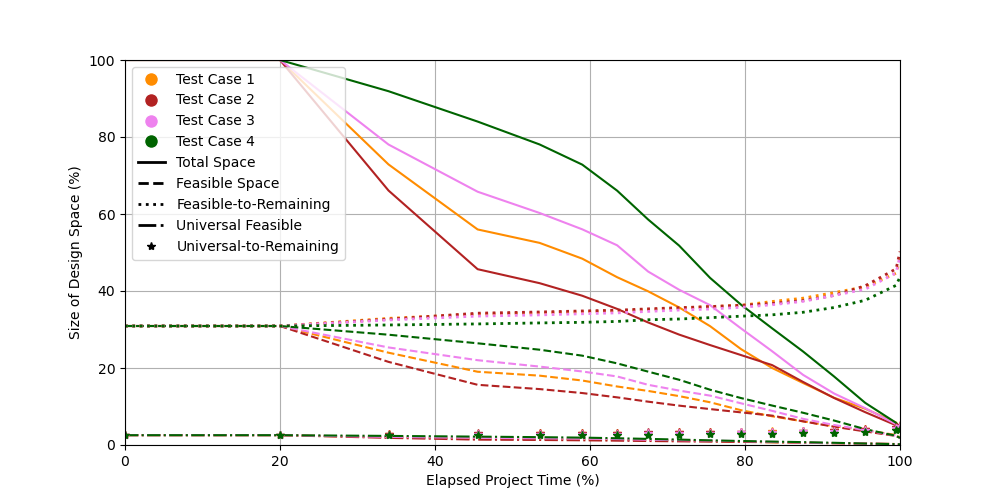 100
80
60
40
20
0
Size of Design Space (%)
Test Case 1
Test Case 2
Test Case 3
Test Case 4
Total Space
Feasible Space
Feasible-to-Remaining
Universal Feasible
Universal-to-Remaining
0 20 40 60 80 100
Elapsed Project Time (%)